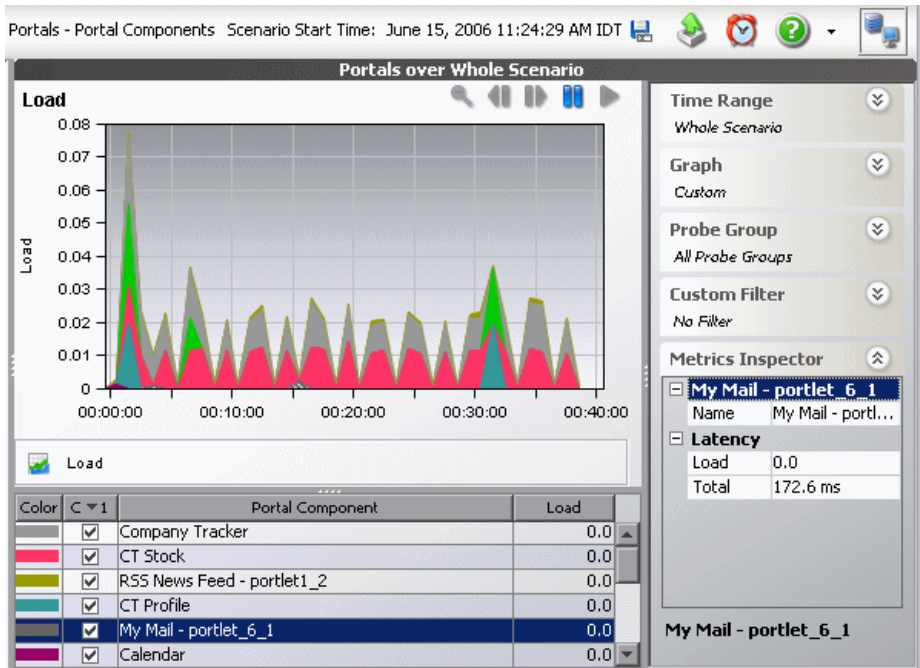 Portals - Portal Components Scenario Start Time: June 15, 2006 11:24:29 AM IDT
Portals over Whole Scenario
Load
0.08
0.07
0.06
0.05
0.04
0.03
0.02
0.01
0
Load
00:00:00 00:10:00 00:20:00 00:30:00 00:40:00
Load
Color C 1 Portal Component Load
Company Tracker 0.0
CT Stock 0.0
RSS News Feed - portlet1_2 0.0
CT Profile 0.0
My Mail - portlet_6_1 0.0
Calendar 0.0
Time Range
Whole Scenario
Graph
Custom
Probe Group
All Probe Groups
Custom Filter
No Filter
Metrics Inspector
My Mail - portlet_6_1
Name My Mail - portl...
Latency
Load 0.0
Total 172.6 ms
My Mail - portlet_6_1